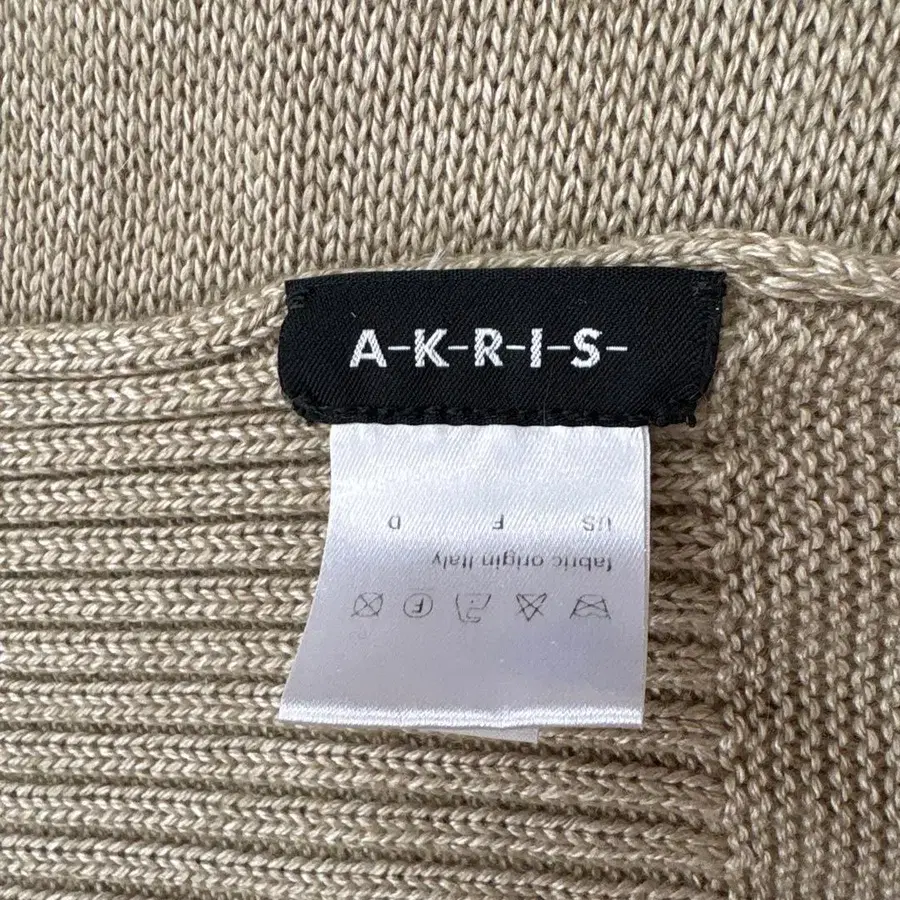 A-K-R-I-S-
F
fabric origin Italy
US F D